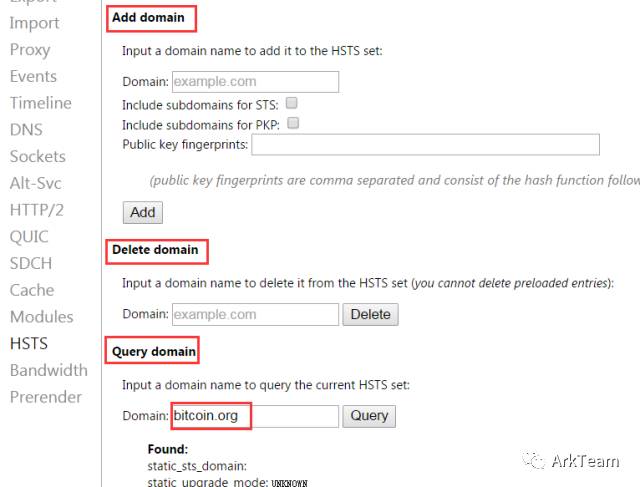 Export
Import
Proxy
Events
Timeline
DNS
Sockets
Alt-Svc
HTTP/2
QUIC
SDCH
Cache
Modules
HSTS
Bandwidth
Prerender
Add domain
Input a domain name to add it to the HSTS set:
Domain: example.com
Include subdomains for STS:
Include subdomains for PKP:
Public key fingerprints:
(public key fingerprints are comma separated and consist of the hash function follow
Add
Delete domain
Input a domain name to delete it from the HSTS set (you cannot delete preloaded entries):
Domain: example.com Delete
Query domain
Input a domain name to query the current HSTS set:
Domain: bitcoin.org Query
Found:
static_sts_domain:
static_upgrade_mode: UNKNOWN
ArkTeam